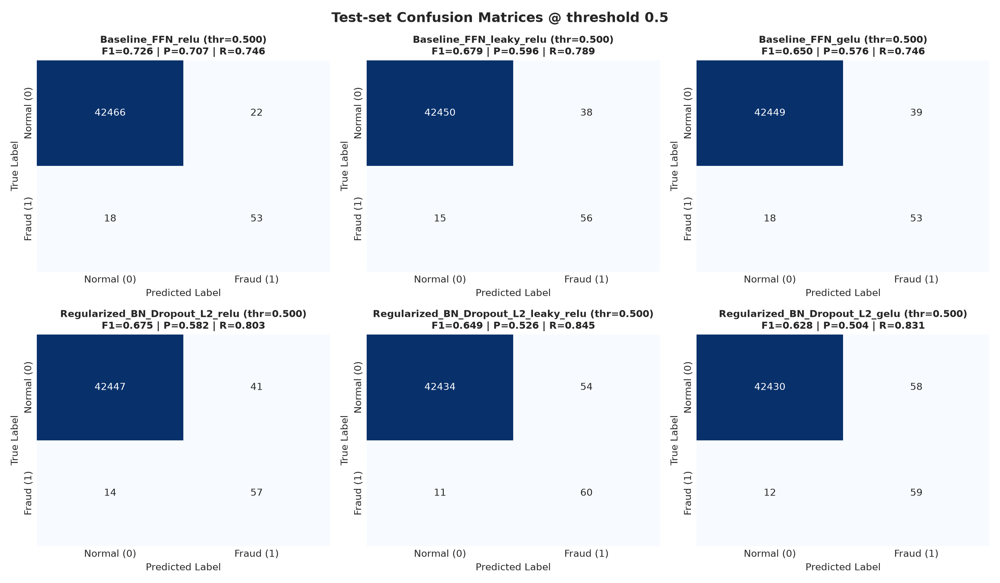 Test-set Confusion Matrices @ threshold 0.5
Baseline_FFN_relu (thr=0.500)
F1=0.726 | P=0.707 | R=0.746
True Label
Normal (0)
Fraud (1)
42466
22
18
53
Normal (0)
Fraud (1)
Predicted Label
Baseline_FFN_leaky_relu (thr=0.500)
F1=0.679 | P=0.596 | R=0.789
True Label
Normal (0)
Fraud (1)
42450
38
15
56
Normal (0)
Fraud (1)
Predicted Label
Baseline_FFN_gelu (thr=0.500)
F1=0.650 | P=0.576 | R=0.746
True Label
Normal (0)
Fraud (1)
42449
39
18
53
Normal (0)
Fraud (1)
Predicted Label
Regularized_BN_Dropout_L2_relu (thr=0.500)
F1=0.675 | P=0.582 | R=0.803
True Label
Normal (0)
Fraud (1)
42447
41
14
57
Normal (0)
Fraud (1)
Predicted Label
Regularized_BN_Dropout_L2_leaky_relu (thr=0.500)
F1=0.649 | P=0.526 | R=0.845
True Label
Normal (0)
Fraud (1)
42434
54
11
60
Normal (0)
Fraud (1)
Predicted Label
Regularized_BN_Dropout_L2_gelu (thr=0.500)
F1=0.628 | P=0.504 | R=0.831
True Label
Normal (0)
Fraud (1)
42430
58
12
59
Normal (0)
Fraud (1)
Predicted Label